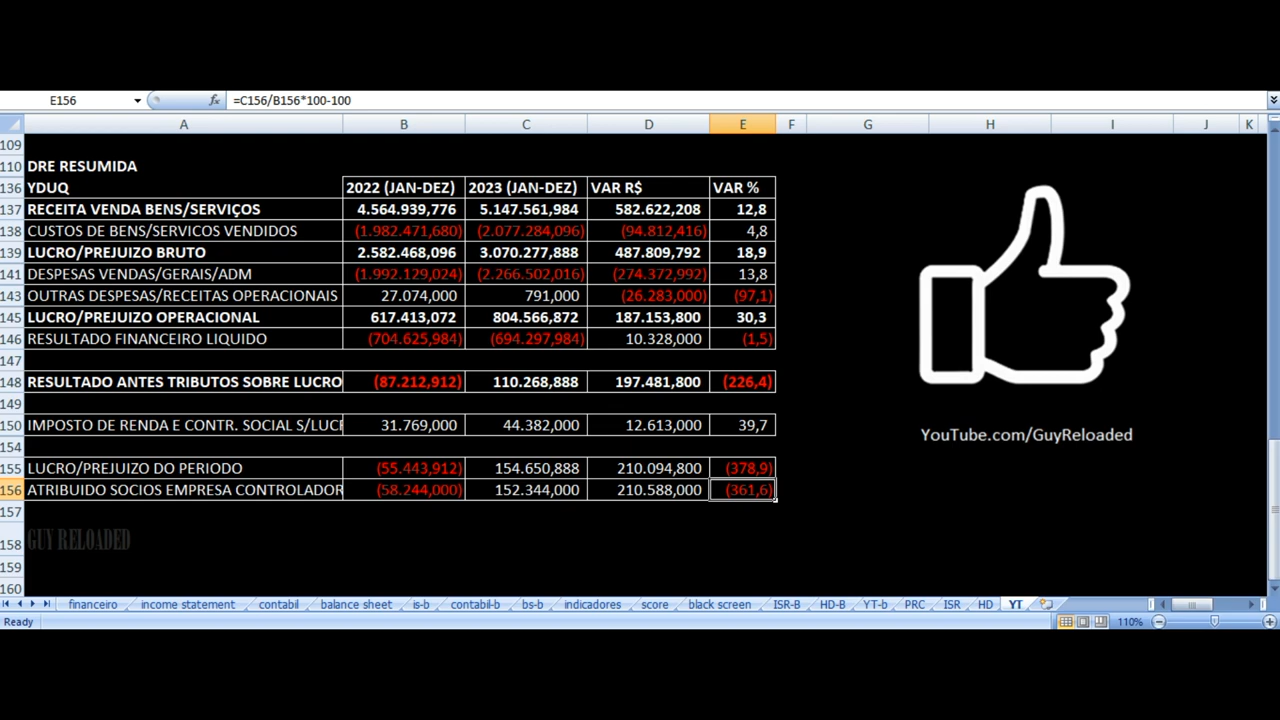 E156 fx =C156/B156*100-100
A B C D E F G H I J K
109
110 DRE RESUMIDA
136 YDUQ 2022 (JAN-DEZ) 2023 (JAN-DEZ) VAR R$ VAR %
137 RECEITA VENDA BENS/SERVIÇOS 4.564.939,776 5.147.561,984 582.622,208 12,8
138 CUSTOS DE BENS/SERVICOS VENDIDOS (1.982.471,680) (2.077.284,096) (94.812,416) 4,8
139 LUCRO/PREJUIZO BRUTO 2.582.468,096 3.070.277,888 487.809,792 18,9
141 DESPESAS VENDAS/GERAIS/ADM (1.992.129,024) (2.266.502,016) (274.372,992) 13,8
143 OUTRAS DESPESAS/RECEITAS OPERACIONAIS 27.074,000 791,000 (26.283,000) (97,1)
145 LUCRO/PREJUIZO OPERACIONAL 617.413,072 804.566,872 187.153,800 30,3
146 RESULTADO FINANCEIRO LIQUIDO (704.625,984) (694.297,984) 10.328,000 (1,5)
147
148 RESULTADO ANTES TRIBUTOS SOBRE LUCRO (87.212,912) 110.268,888 197.481,800 (226,4)
149
150 IMPOSTO DE RENDA E CONTR. SOCIAL S/LUCR 31.769,000 44.382,000 12.613,000 39,7
154
155 LUCRO/PREJUIZO DO PERIODO (55.443,912) 154.650,888 210.094,800 (378,9)
156 ATRIBUIDO SOCIOS EMPRESA CONTROLADOR (58.244,000) 152.344,000 210.588,000 (361,6)
157
158 GUY RELOADED
159
160
YouTube.com/GuyReloaded
financeiro income statement contabil balance sheet is-b contabil-b bs-b indicadores score black screen ISR-B HD-B YT-b PRC ISR HD YT
Ready 110%